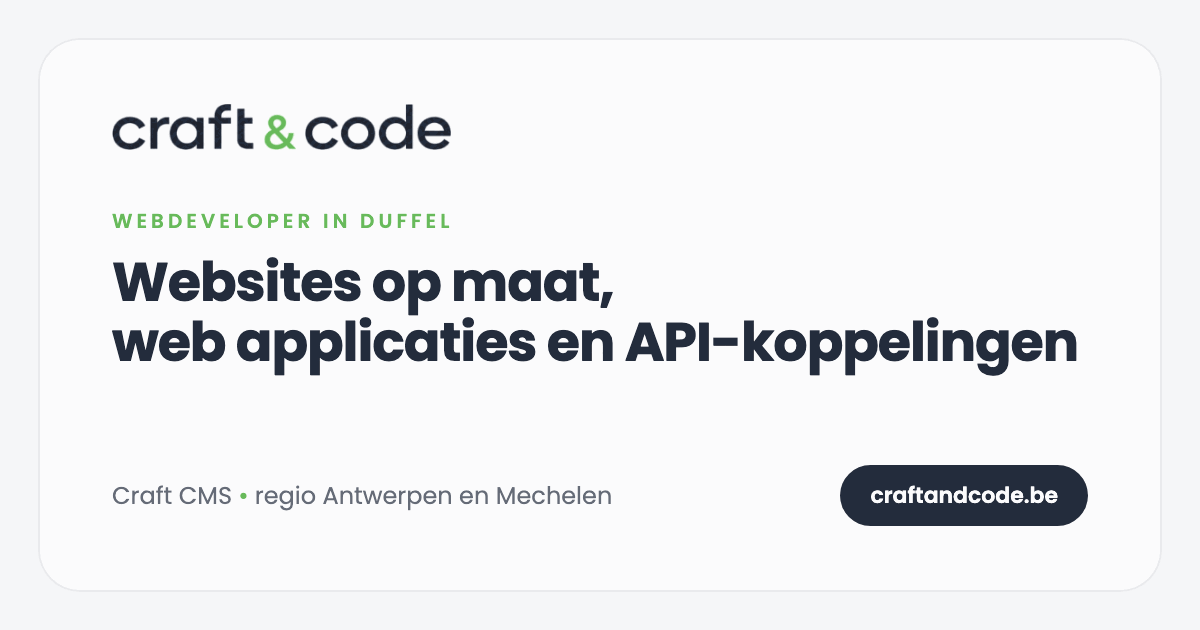 craft & code
WEBDEVELOPER IN DUFFEL
Websites op maat,
web applicaties en API-koppelingen
Craft CMS • regio Antwerpen en Mechelen
craftandcode.be